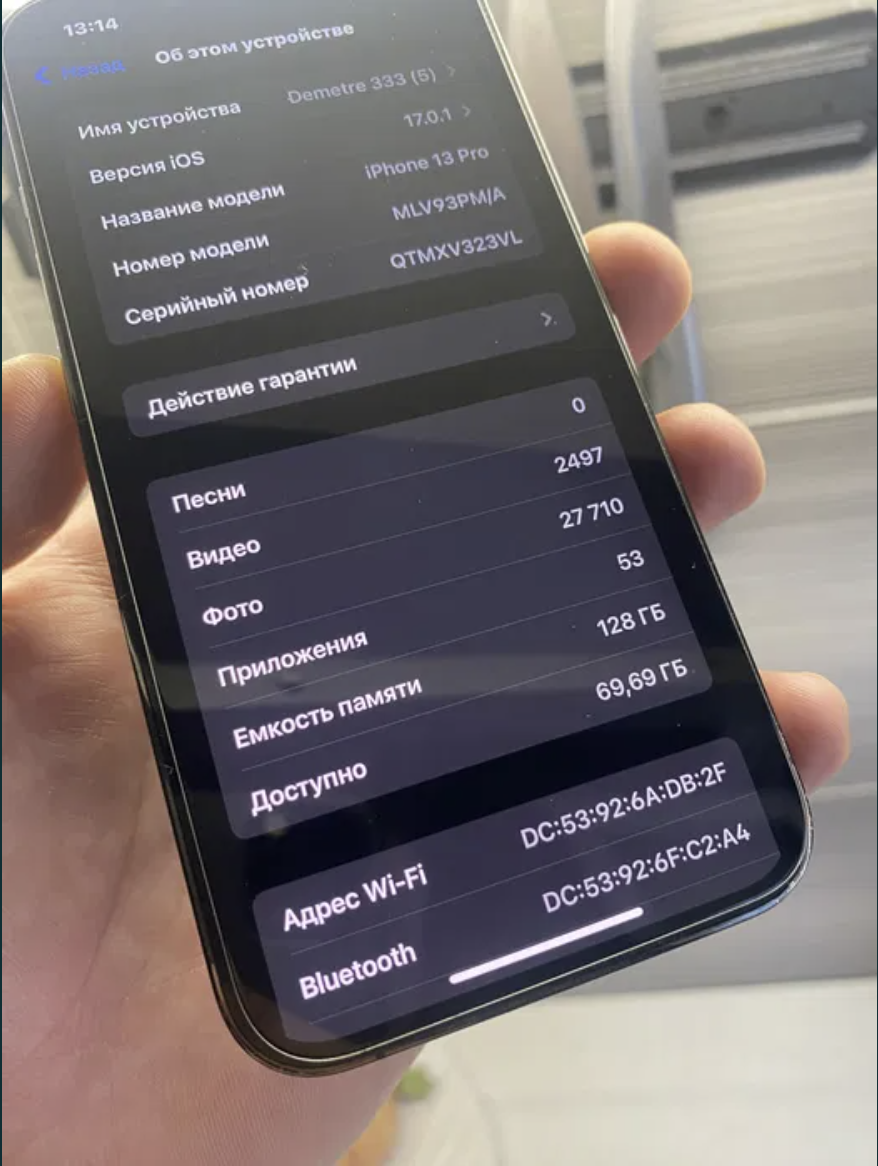 13:14
Назад
Об этом устройстве
Имя устройства Demetre 333 (5)
Версия iOS 17.0.1
Название модели iPhone 13 Pro
Номер модели MLV93PM/A
Серийный номер QTMXV323VL
Действие гарантии
Песни 0
Видео 2497
Фото 27 710
Приложения 53
Емкость памяти 128 ГБ
Доступно 69,69 ГБ
Адрес Wi-Fi DC:53:92:6A:DB:2F
Bluetooth DC:53:92:6F:C2:A4